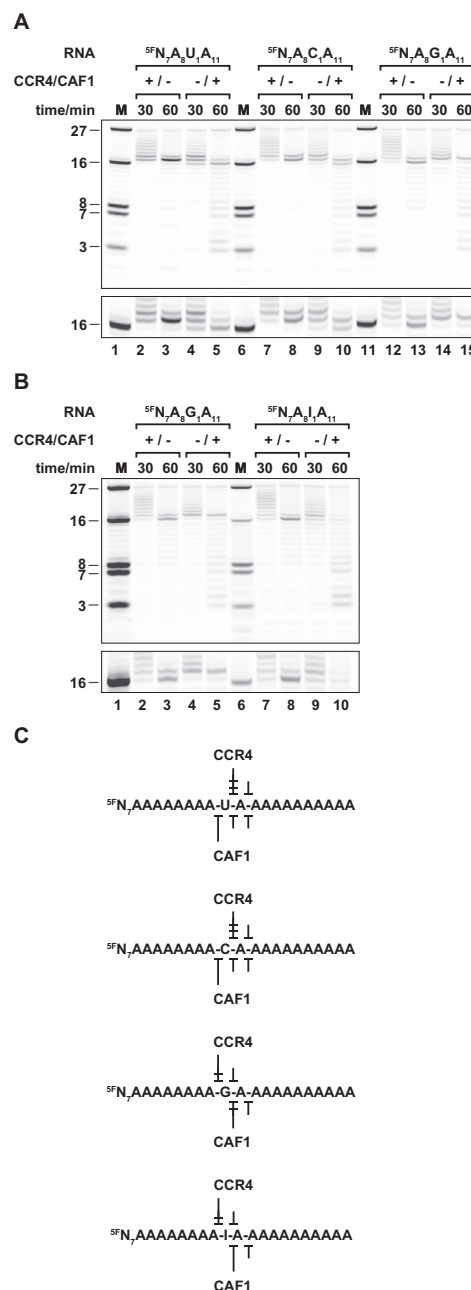 A
RNA ⁵ᶠN₇A₈U₁A₁₁ ⁵ᶠN₇A₈C₁A₁₁ ⁵ᶠN₇A₈G₁A₁₁
CCR4/CAF1 + / - - / + + / - - / + + / - - / +
time/min M 30 60 30 60 M 30 60 30 60 M 30 60 30 60
27
16
8
7
3
16
1 2 3 4 5 6 7 8 9 10 11 12 13 14 15
B
RNA ⁵ᶠN₇A₈G₁A₁₁ ⁵ᶠN₇A₈I₁A₁₁
CCR4/CAF1 + / - - / + + / - - / +
time/min M 30 60 30 60 M 30 60 30 60
27
16
8
7
3
16
1 2 3 4 5 6 7 8 9 10
C
CCR4
⁵ᶠN₇AAAAAAAA-U-A-AAAAAAAAAA
CAF1
CCR4
⁵ᶠN₇AAAAAAAA-C-A-AAAAAAAAAA
CAF1
CCR4
⁵ᶠN₇AAAAAAAA-G-A-AAAAAAAAAA
CAF1
CCR4
⁵ᶠN₇AAAAAAAA-I-A-AAAAAAAAAA
CAF1